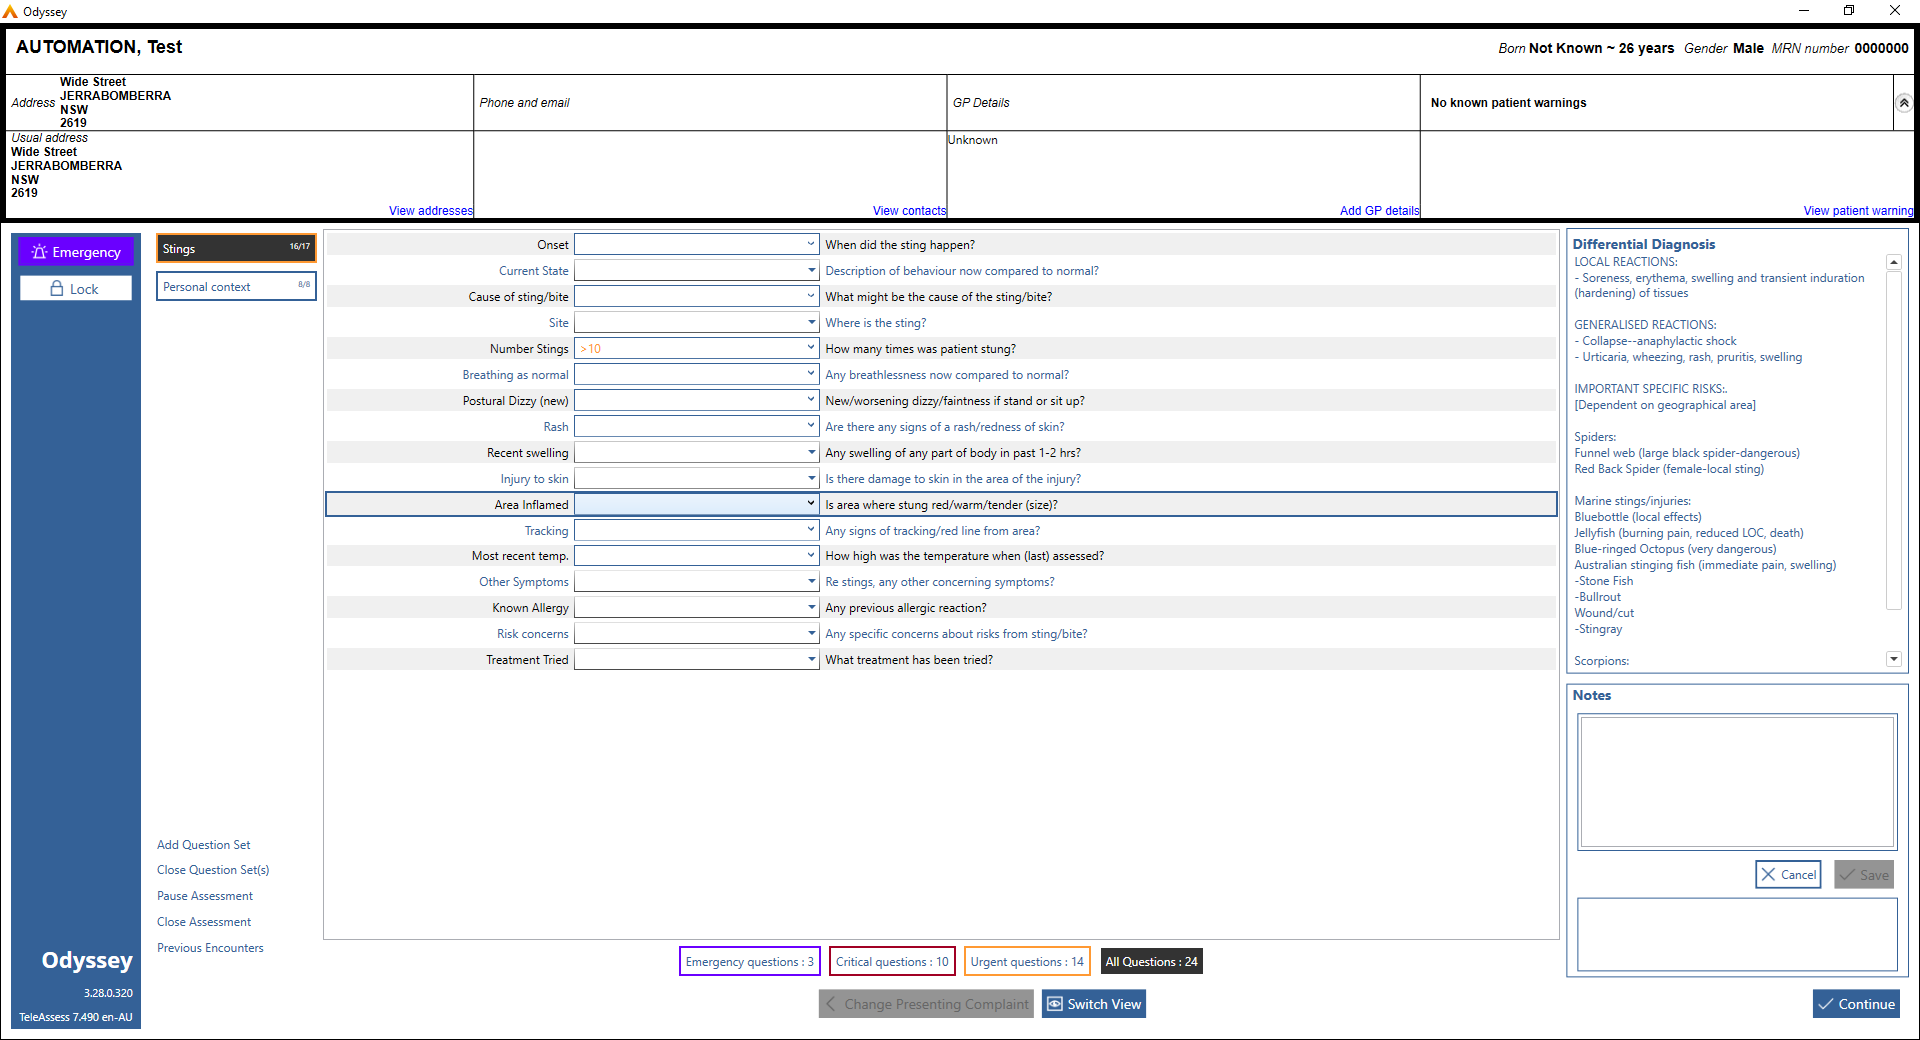 Odyssey
AUTOMATION, Test
Born Not Known ~ 26 years Gender Male MRN number 0000000
Address Wide Street
JERRABOMBERRA
NSW
2619
Phone and email
GP Details
No known patient warnings
Usual address
Wide Street
JERRABOMBERRA
NSW
2619
Unknown
View addresses
View contacts
Add GP details
View patient warning
Emergency
Lock
Stings 16/17
Personal context 8/8
Onset When did the sting happen?
Current State Description of behaviour now compared to normal?
Cause of sting/bite What might be the cause of the sting/bite?
Site Where is the sting?
Number Stings >10 How many times was patient stung?
Breathing as normal Any breathlessness now compared to normal?
Postural Dizzy (new) New/worsening dizzy/faintness if stand or sit up?
Rash Are there any signs of a rash/redness of skin?
Recent swelling Any swelling of any part of body in past 1-2 hrs?
Injury to skin Is there damage to skin in the area of the injury?
Area Inflamed Is area where stung red/warm/tender (size)?
Tracking Any signs of tracking/red line from area?
Most recent temp. How high was the temperature when (last) assessed?
Other Symptoms Re stings, any other concerning symptoms?
Known Allergy Any previous allergic reaction?
Risk concerns Any specific concerns about risks from sting/bite?
Treatment Tried What treatment has been tried?
Differential Diagnosis
LOCAL REACTIONS:
- Soreness, erythema, swelling and transient induration
(hardening) of tissues
GENERALISED REACTIONS:
- Collapse--anaphylactic shock
- Urticaria, wheezing, rash, pruritis, swelling
IMPORTANT SPECIFIC RISKS:.
[Dependent on geographical area]
Spiders:
Funnel web (large black spider-dangerous)
Red Back Spider (female-local sting)
Marine stings/injuries:
Bluebottle (local effects)
Jellyfish (burning pain, reduced LOC, death)
Blue-ringed Octopus (very dangerous)
Australian stinging fish (immediate pain, swelling)
-Stone Fish
-Bullrout
Wound/cut
-Stingray
Scorpions:
Notes
Cancel
Save
Add Question Set
Close Question Set(s)
Pause Assessment
Close Assessment
Previous Encounters
Odyssey
3.28.0.320
TeleAssess 7.490 en-AU
Emergency questions : 3
Critical questions : 10
Urgent questions : 14
All Questions : 24
Change Presenting Complaint
Switch View
Continue